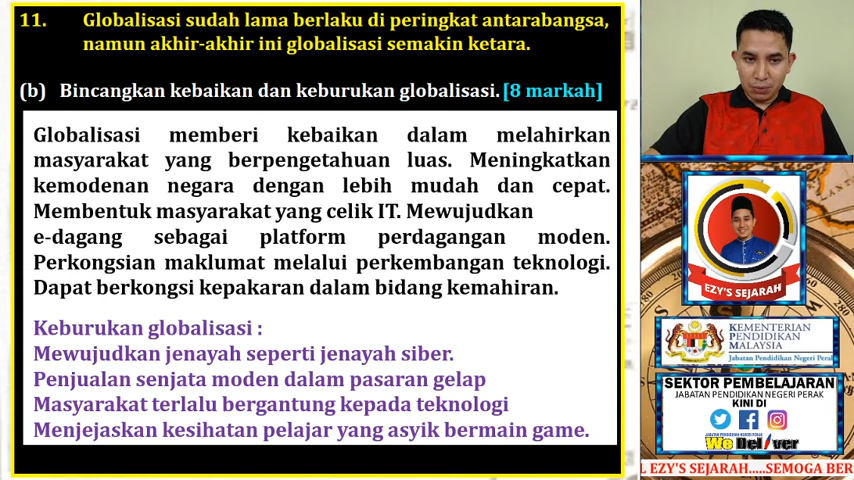 11. Globalisasi sudah lama berlaku di peringkat antarabangsa,
namun akhir-akhir ini globalisasi semakin ketara.
(b) Bincangkan kebaikan dan keburukan globalisasi. [8 markah]
Globalisasi memberi kebaikan dalam melahirkan
masyarakat yang berpengetahuan luas. Meningkatkan
kemodenan negara dengan lebih mudah dan cepat.
Membentuk masyarakat yang celik IT. Mewujudkan
e-dagang sebagai platform perdagangan moden.
Perkongsian maklumat melalui perkembangan teknologi.
Dapat berkongsi kepakaran dalam bidang kemahiran.
Keburukan globalisasi :
Mewujudkan jenayah seperti jenayah siber.
Penjualan senjata moden dalam pasaran gelap
Masyarakat terlalu bergantung kepada teknologi
Menjejaskan kesihatan pelajar yang asyik bermain game.
EZY'S SEJARAH
KEMENTERIAN
PENDIDIKAN
MALAYSIA
Jabatan Pendidikan Negeri Perak
SEKTOR PEMBELAJARAN
JABATAN PENDIDIKAN NEGERI PERAK
KINI DI
We Deliver
EZY'S SEJARAH.....SEMOGA BER